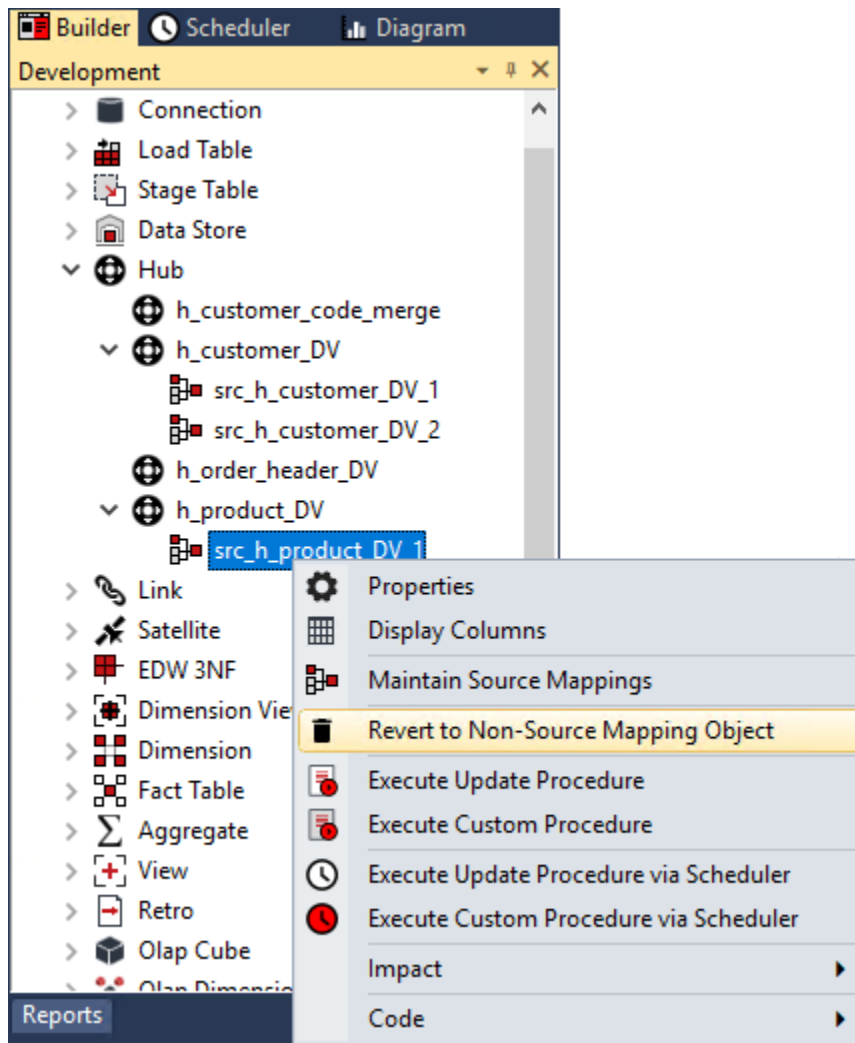 Builder Scheduler Diagram
Development
Connection
Load Table
Stage Table
Data Store
Hub
h_customer_code_merge
h_customer_DV
src_h_customer_DV_1
src_h_customer_DV_2
h_order_header_DV
h_product_DV
src_h_product_DV_1
Link
Satellite
EDW 3NF
Dimension Vie
Dimension
Fact Table
Aggregate
View
Retro
Olap Cube
Olap Dimensio
Reports
Properties
Display Columns
Maintain Source Mappings
Revert to Non-Source Mapping Object
Execute Update Procedure
Execute Custom Procedure
Execute Update Procedure via Scheduler
Execute Custom Procedure via Scheduler
Impact
Code